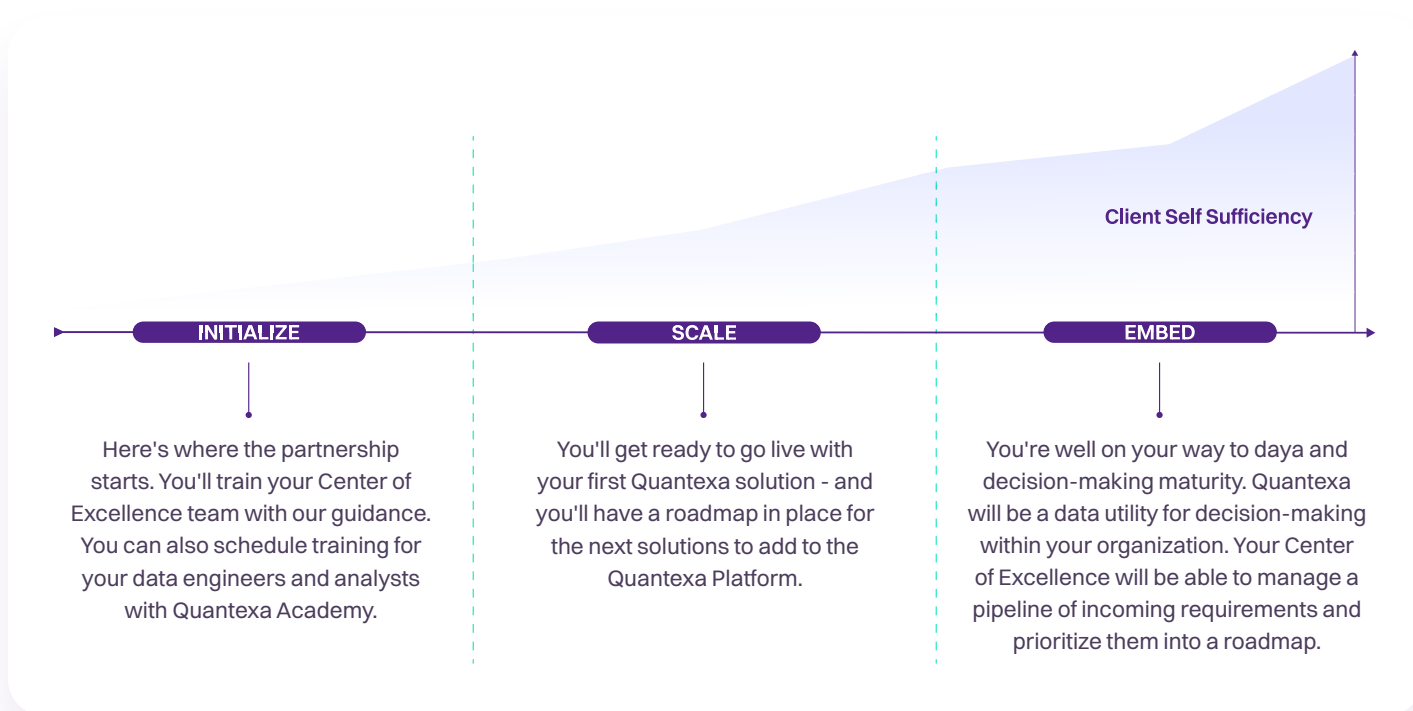 Client Self Sufficiency
INITIALIZE
Here's where the partnership
starts. You'll train your Center of
Excellence team with our guidance.
You can also schedule training for
your data engineers and analysts
with Quantexa Academy.
SCALE
You'll get ready to go live with
your first Quantexa solution - and
you'll have a roadmap in place for
the next solutions to add to the
Quantexa Platform.
EMBED
You're well on your way to daya and
decision-making maturity. Quantexa
will be a data utility for decision-making
within your organization. Your Center
of Excellence will be able to manage a
pipeline of incoming requirements and
prioritize them into a roadmap.